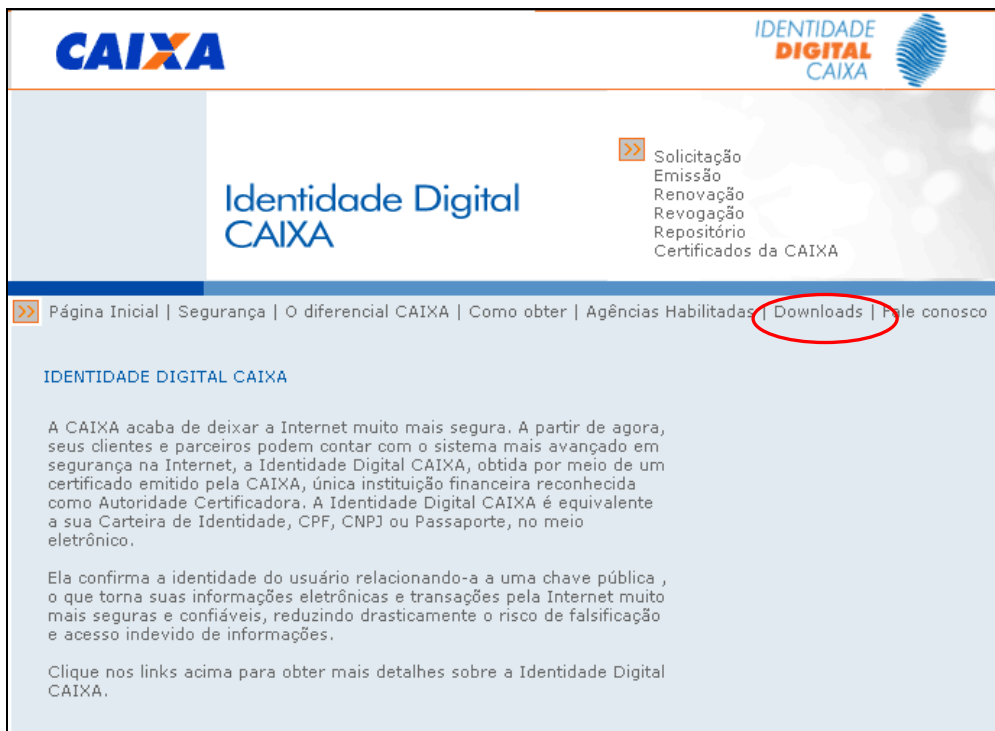 CAIXA
IDENTIDADE
DIGITAL
CAIXA
Solicitação
Emissão
Renovação
Revogação
Repositório
Certificados da CAIXA
Identidade Digital
CAIXA
Página Inicial | Segurança | O diferencial CAIXA | Como obter | Agências Habilitadas | Downloads | Fale conosco
IDENTIDADE DIGITAL CAIXA
A CAIXA acaba de deixar a Internet muito mais segura. A partir de agora,
seus clientes e parceiros podem contar com o sistema mais avançado em
segurança na Internet, a Identidade Digital CAIXA, obtida por meio de um
certificado emitido pela CAIXA, única instituição financeira reconhecida
como Autoridade Certificadora. A Identidade Digital CAIXA é equivalente
a sua Carteira de Identidade, CPF, CNPJ ou Passaporte, no meio
eletrônico.
Ela confirma a identidade do usuário relacionando-a a uma chave pública ,
o que torna suas informações eletrônicas e transações pela Internet muito
mais seguras e confiáveis, reduzindo drasticamente o risco de falsificação
e acesso indevido de informações.
Clique nos links acima para obter mais detalhes sobre a Identidade Digital
CAIXA.